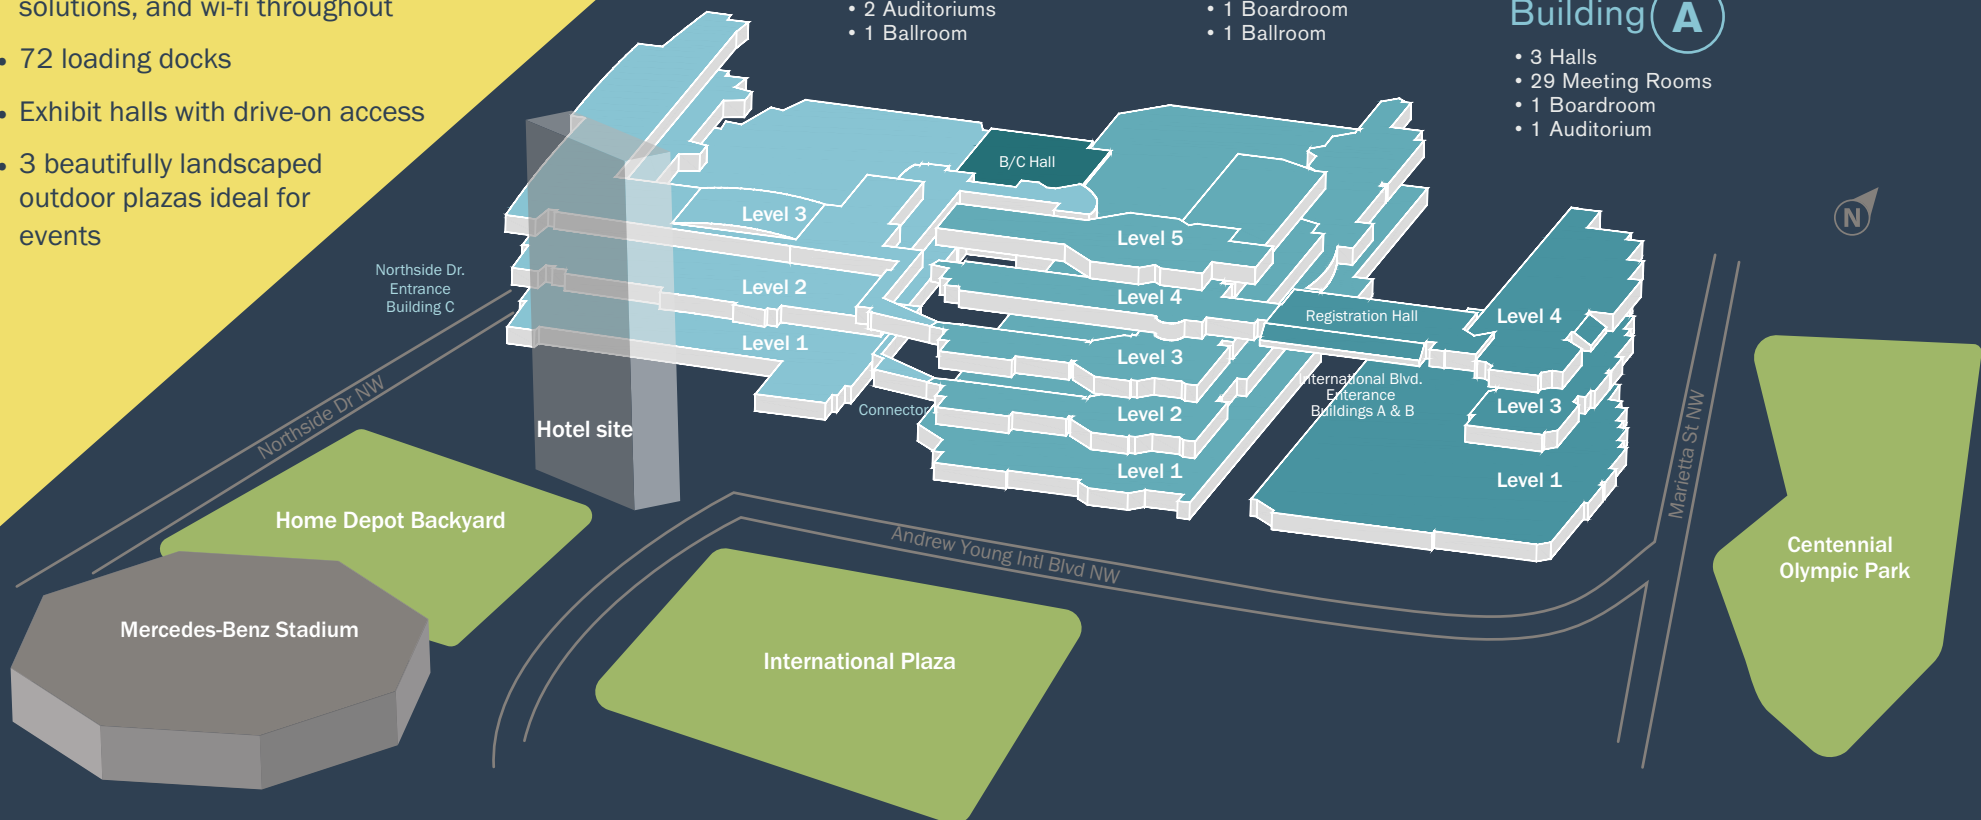 solutions, and wi-fi throughout
• 72 loading docks
• Exhibit halls with drive-on access
• 3 beautifully landscaped
outdoor plazas ideal for
events
• 2 Auditoriums
• 1 Ballroom
• 1 Boardroom
• 1 Ballroom
Building A
• 3 Halls
• 29 Meeting Rooms
• 1 Boardroom
• 1 Auditorium
N
B/C Hall
Level 3
Level 2
Level 1
Level 5
Level 4
Level 3
Level 2
Level 1
Registration Hall
Level 4
Level 3
Level 1
Northside Dr.
Entrance
Building C
Connector
International Blvd.
Enterance
Buildings A & B
Hotel site
Northside Dr NW
Home Depot Backyard
Mercedes-Benz Stadium
Andrew Young Intl Blvd NW
International Plaza
Marietta St NW
Centennial
Olympic Park